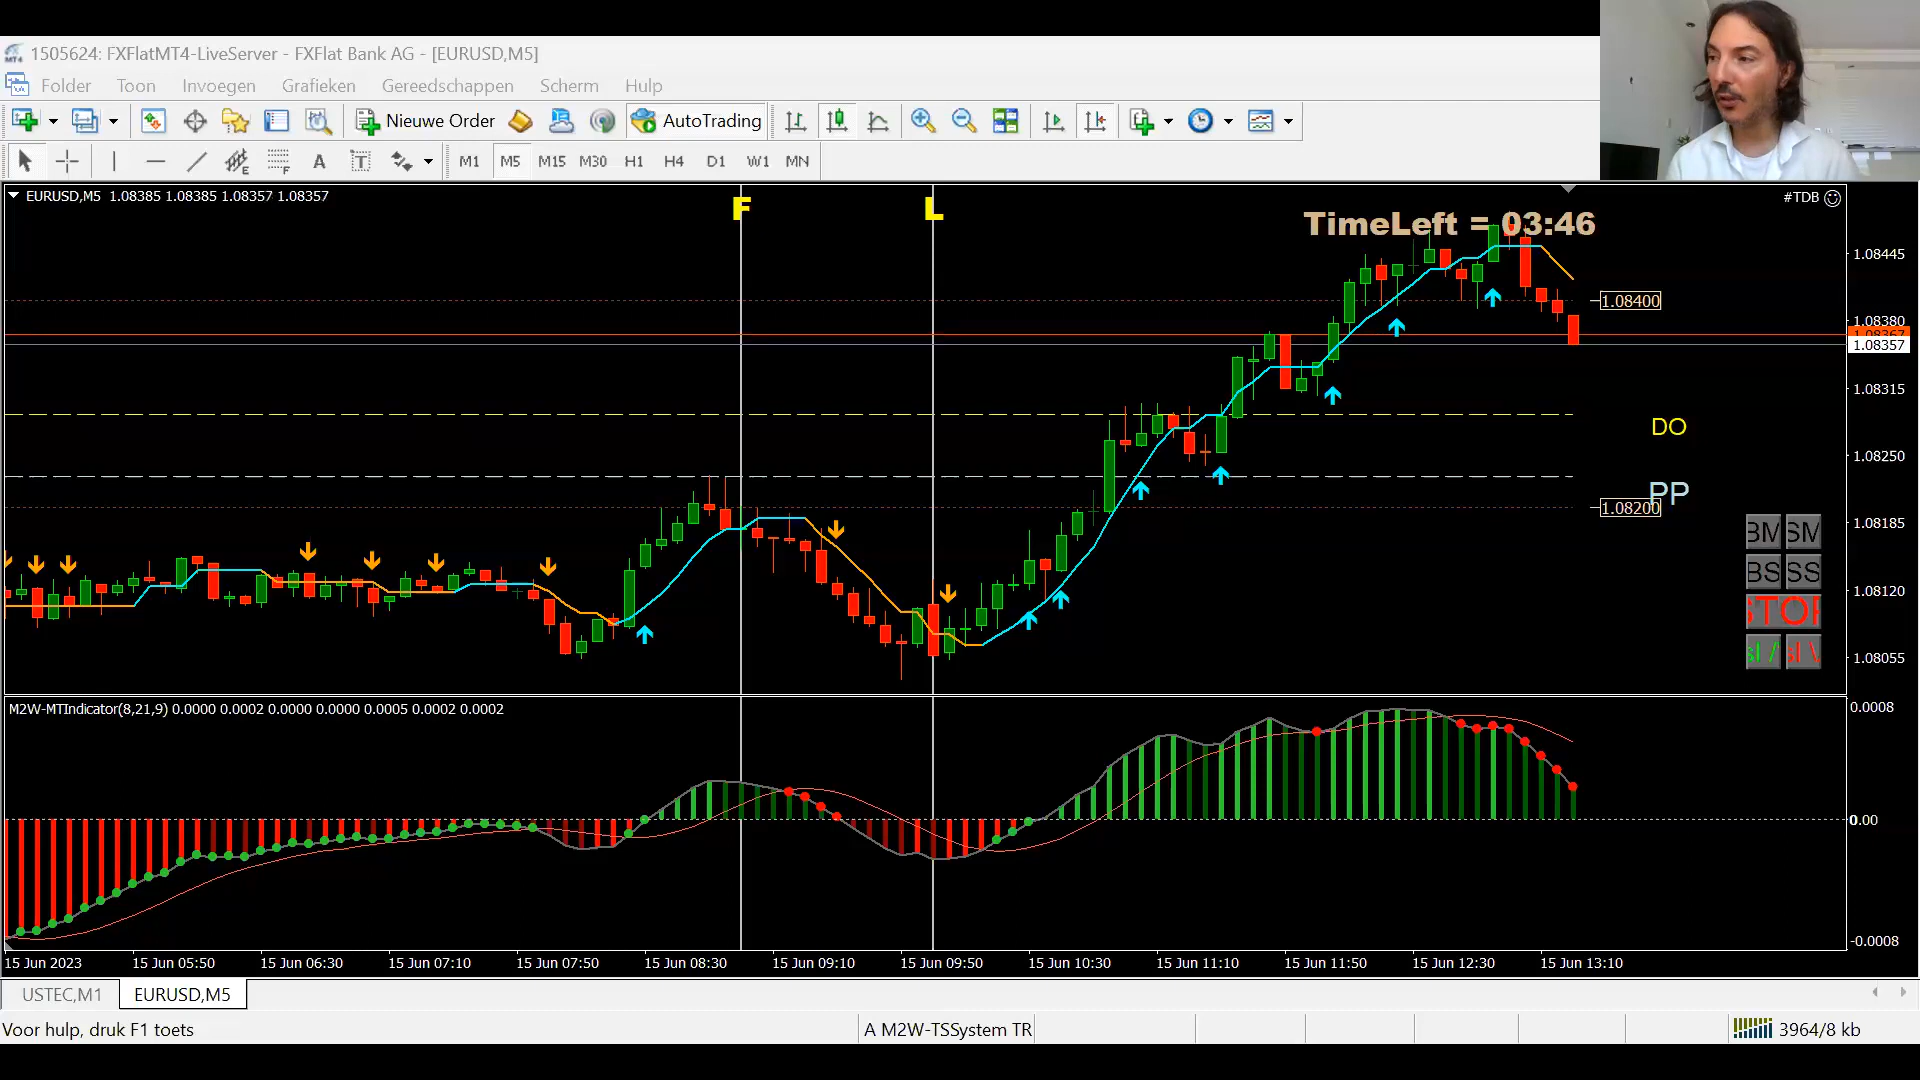 1505624: FXFlatMT4-LiveServer - FXFlat Bank AG - [EURUSD,M5]
Folder Toon Invoegen Grafieken Gereedschappen Scherm Hulp
Nieuwe Order AutoTrading
A T M1 M5 M15 M30 H1 H4 D1 W1 MN
EURUSD,M5 1.08385 1.08385 1.08357 1.08357
#TDB
F
L
TimeLeft = 03:46
1.08445
1.08400
1.08380
1.08367
1.08357
1.08315
DO
1.08250
PP
1.08200
1.08185
BM SM
BS SS
1.08120
STOP
sl / sl \
1.08055
M2W-MTIndicator(8,21,9) 0.0000 0.0002 0.0000 0.0000 0.0005 0.0002 0.0002
0.0008
0.00
-0.0008
15 Jun 2023 15 Jun 05:50 15 Jun 06:30 15 Jun 07:10 15 Jun 07:50 15 Jun 08:30 15 Jun 09:10 15 Jun 09:50 15 Jun 10:30 15 Jun 11:10 15 Jun 11:50 15 Jun 12:30 15 Jun 13:10
USTEC,M1 EURUSD,M5
Voor hulp, druk F1 toets A M2W-TSSystem TR 3964/8 kb